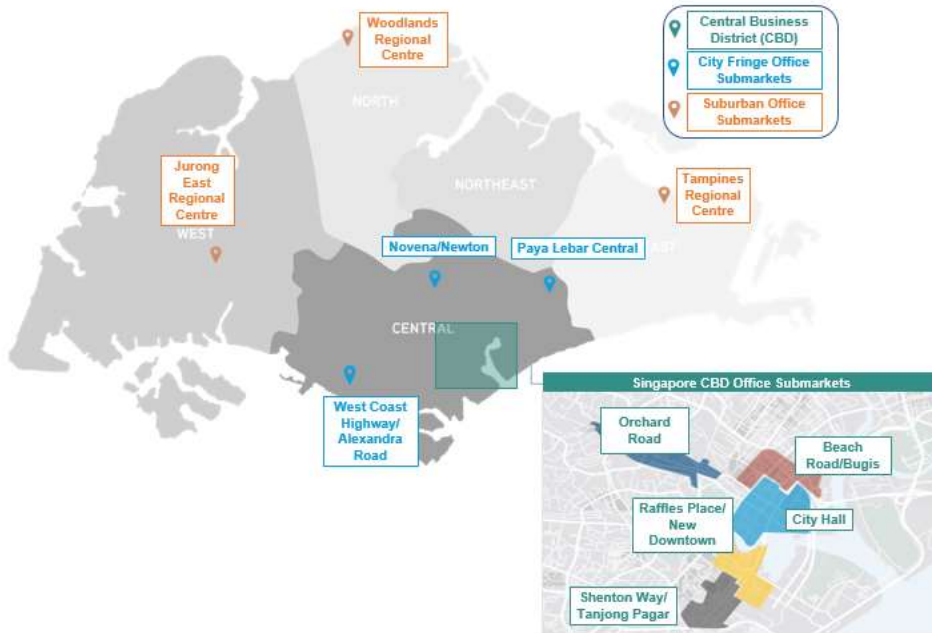 Woodlands
Regional
Centre
Central Business
District (CBD)
City Fringe Office
Submarkets
Suburban Office
Submarkets
NORTH
Jurong
East
Regional
Centre
WEST
NORTHEAST
Tampines
Regional
Centre
Novena/Newton
Paya Lebar Central
CENTRAL
West Coast
Highway/
Alexandra
Road
Singapore CBD Office Submarkets
Orchard
Road
Beach
Road/Bugis
Raffles Place/
New
Downtown
City Hall
Shenton Way/
Tanjong Pagar